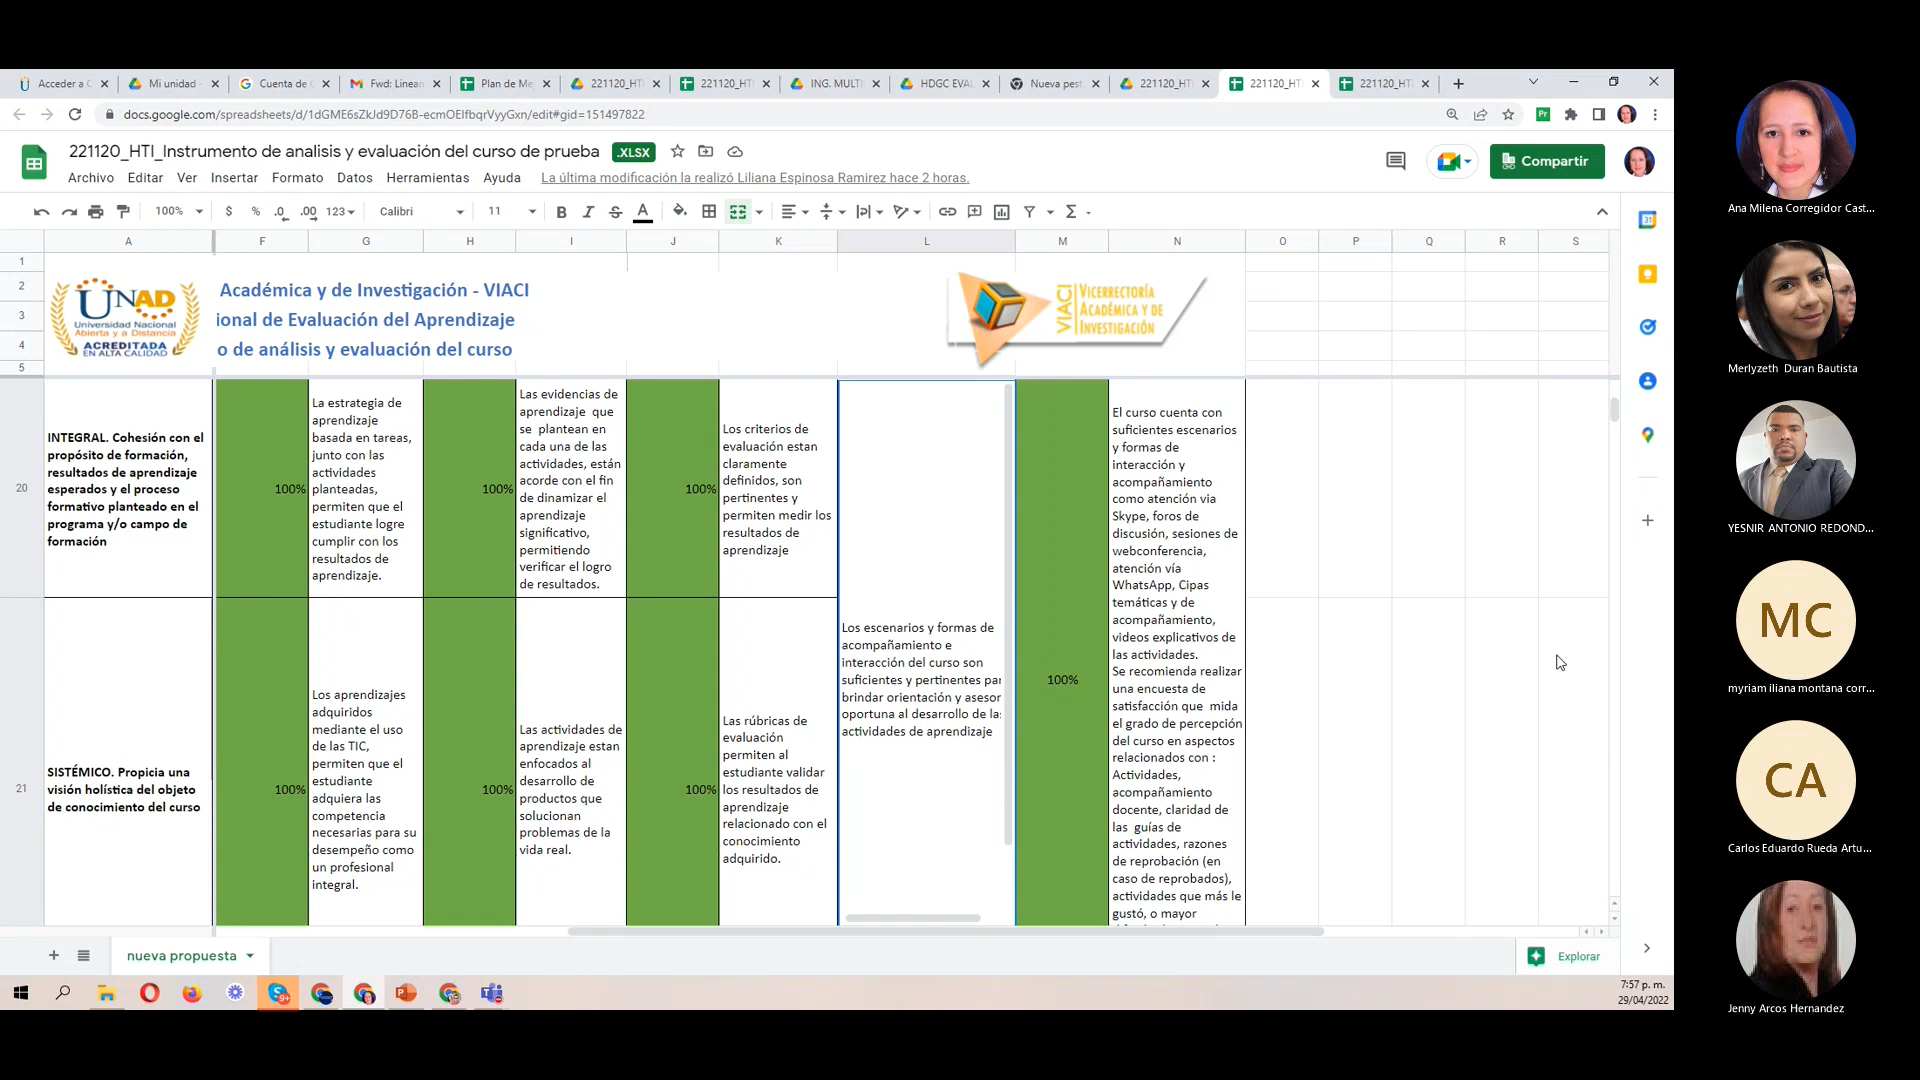 Acceder a C
Mi unidad -
Cuenta de G
Fwd: Linean
Plan de Me
221120_HTI
221120_HTI
ING. MULTI
HDGC EVAL
Nueva pest
221120_HTI
221120_HTI
221120_HTI
docs.google.com/spreadsheets/d/1dGME6sZkJd9D76B-ecmOEIfbqrVyyGxn/edit#gid=151497822
221120_HTI_Instrumento de analisis y evaluación del curso de prueba .XLSX
Compartir
Archivo Editar Ver Insertar Formato Datos Herramientas Ayuda La última modificación la realizó Liliana Espinosa Ramirez hace 2 horas.
100% $ % .0 .00 123 Calibri 11 B I S A
A F G H I J K L M N O P Q R S
1
2
3
4
5
UNAD
Universidad Nacional
Abierta y a Distancia
ACREDITADA
EN ALTA CALIDAD
Académica y de Investigación - VIACI
ional de Evaluación del Aprendizaje
o de análisis y evaluación del curso
VIACI
VICERRECTORÍA
ACADÉMICA Y DE
INVESTIGACIÓN
20
INTEGRAL. Cohesión con el
propósito de formación,
resultados de aprendizaje
esperados y el proceso
formativo planteado en el
programa y/o campo de
formación
100%
La estrategia de
aprendizaje
basada en tareas,
junto con las
actividades
planteadas,
permiten que el
estudiante logre
cumplir con los
resultados de
aprendizaje.
100%
Las evidencias de
aprendizaje que
se plantean en
cada una de las
actividades, están
acorde con el fin
de dinamizar el
aprendizaje
significativo,
permitiendo
verificar el logro
de resultados.
100%
Los criterios de
evaluación estan
claramente
definidos, son
pertinentes y
permiten medir los
resultados de
aprendizaje
Los escenarios y formas de
acompañamiento e
interacción del curso son
suficientes y pertinentes par
brindar orientación y asesor
oportuna al desarrollo de la
actividades de aprendizaje
100%
El curso cuenta con
suficientes escenarios
y formas de
interacción y
acompañamiento
como atención via
Skype, foros de
discusión, sesiones de
webconferencia,
atención vía
WhatsApp, Cipas
temáticas y de
acompañamiento,
videos explicativos de
las actividades.
Se recomienda realizar
una encuesta de
satisfacción que mida
el grado de percepción
del curso en aspectos
relacionados con :
Actividades,
acompañamiento
docente, claridad de
las guías de
actividades, razones
de reprobación (en
caso de reprobados),
actividades que más le
gustó, o mayor
21
SISTÉMICO. Propicia una
visión holística del objeto
de conocimiento del curso
100%
Los aprendizajes
adquiridos
mediante el uso
de las TIC,
permiten que el
estudiante
adquiera las
competencia
necesarias para su
desempeño como
un profesional
integral.
100%
Las actividades de
aprendizaje estan
enfocados al
desarrollo de
productos que
solucionan
problemas de la
vida real.
100%
Las rúbricas de
evaluación
permiten al
estudiante validar
los resultados de
aprendizaje
relacionado con el
conocimiento
adquirido.
nueva propuesta
Explorar
7:57 p. m.
29/04/2022
Ana Milena Corregidor Cast...
Merlyzeth Duran Bautista
YESNIR ANTONIO REDOND...
MC
myriam iliana montana corr...
CA
Carlos Eduardo Rueda Artu...
Jenny Arcos Hernandez